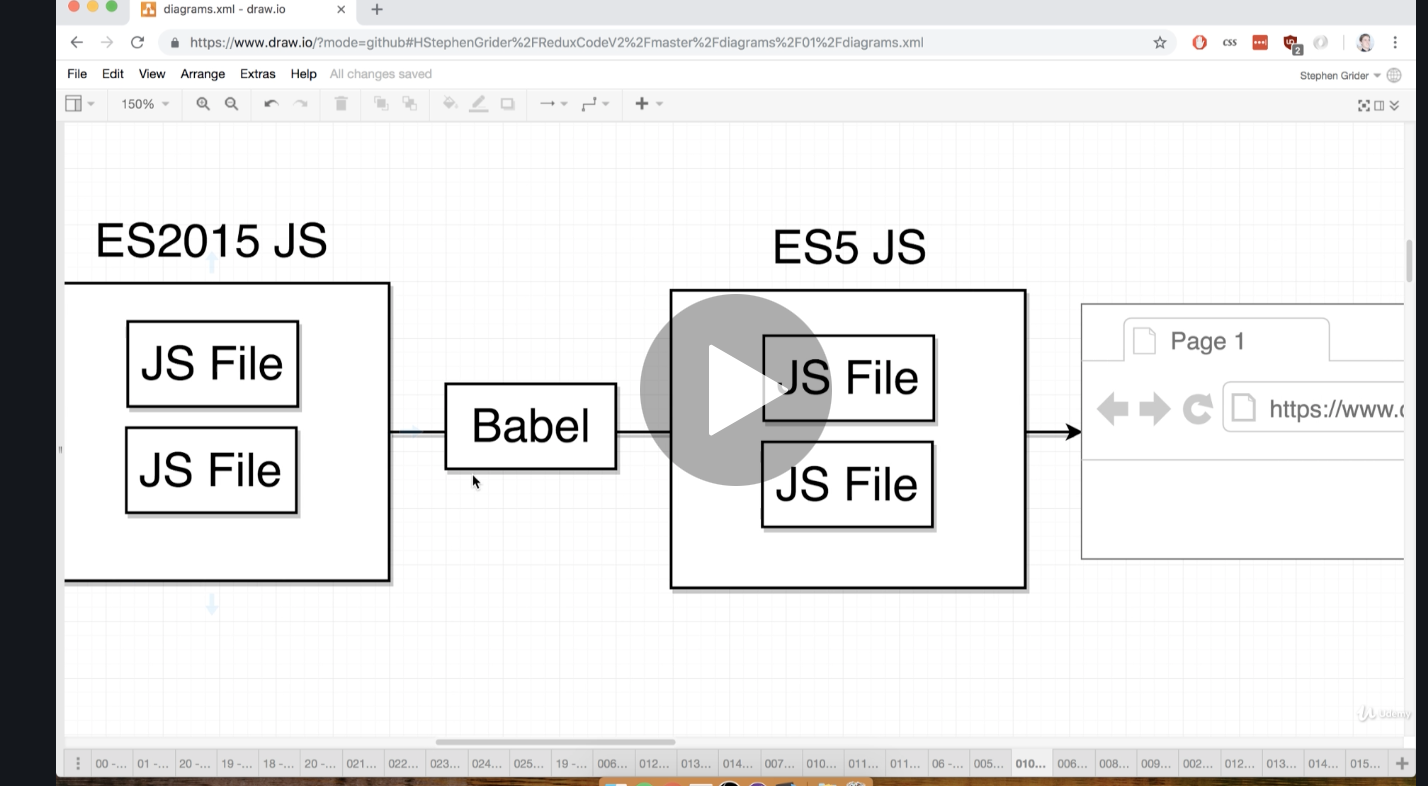 diagrams.xml - draw.io
https://www.draw.io/?mode=github#HStephenGrider%2FReduxCodeV2%2Fmaster%2Fdiagrams%2F01%2Fdiagrams.xml
CSS
2
File Edit View Arrange Extras Help All changes saved
Stephen Grider
150%
ES2015 JS
ES5 JS
JS File
JS File
Babel
JS File
JS File
Page 1
https://www.
Udemy
00 -... 01 -... 20 -... 19 -... 18 -... 20 -... 021... 022... 023... 024... 025... 19 -... 006... 012... 013... 014... 007... 010... 011... 011... 06 -... 005... 010... 006... 008... 009... 002... 012... 013... 014... 015...